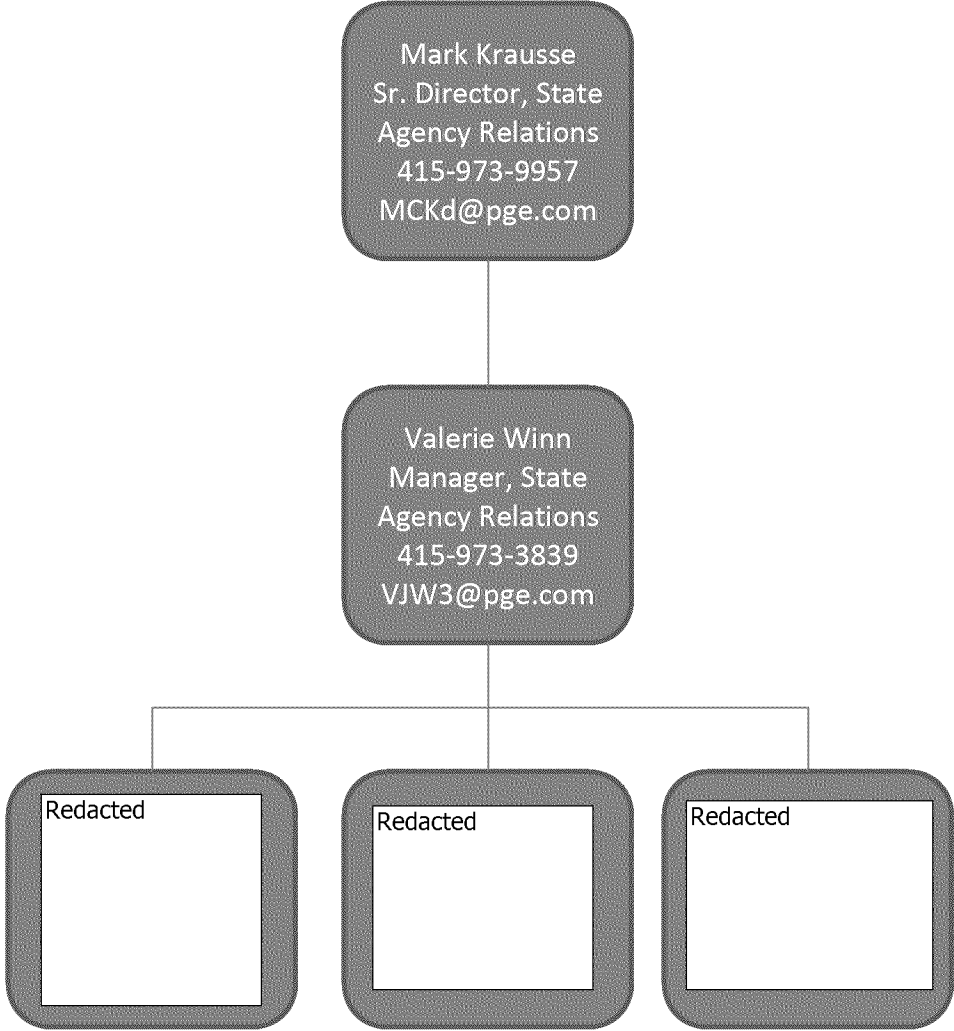 Mark Krausse
Sr. Director, State
Agency Relations
415-973-9957
MCKd@pge.com
Valerie Winn
Manager, State
Agency Relations
415-973-3839
VJW3@pge.com
Redacted
Redacted
Redacted